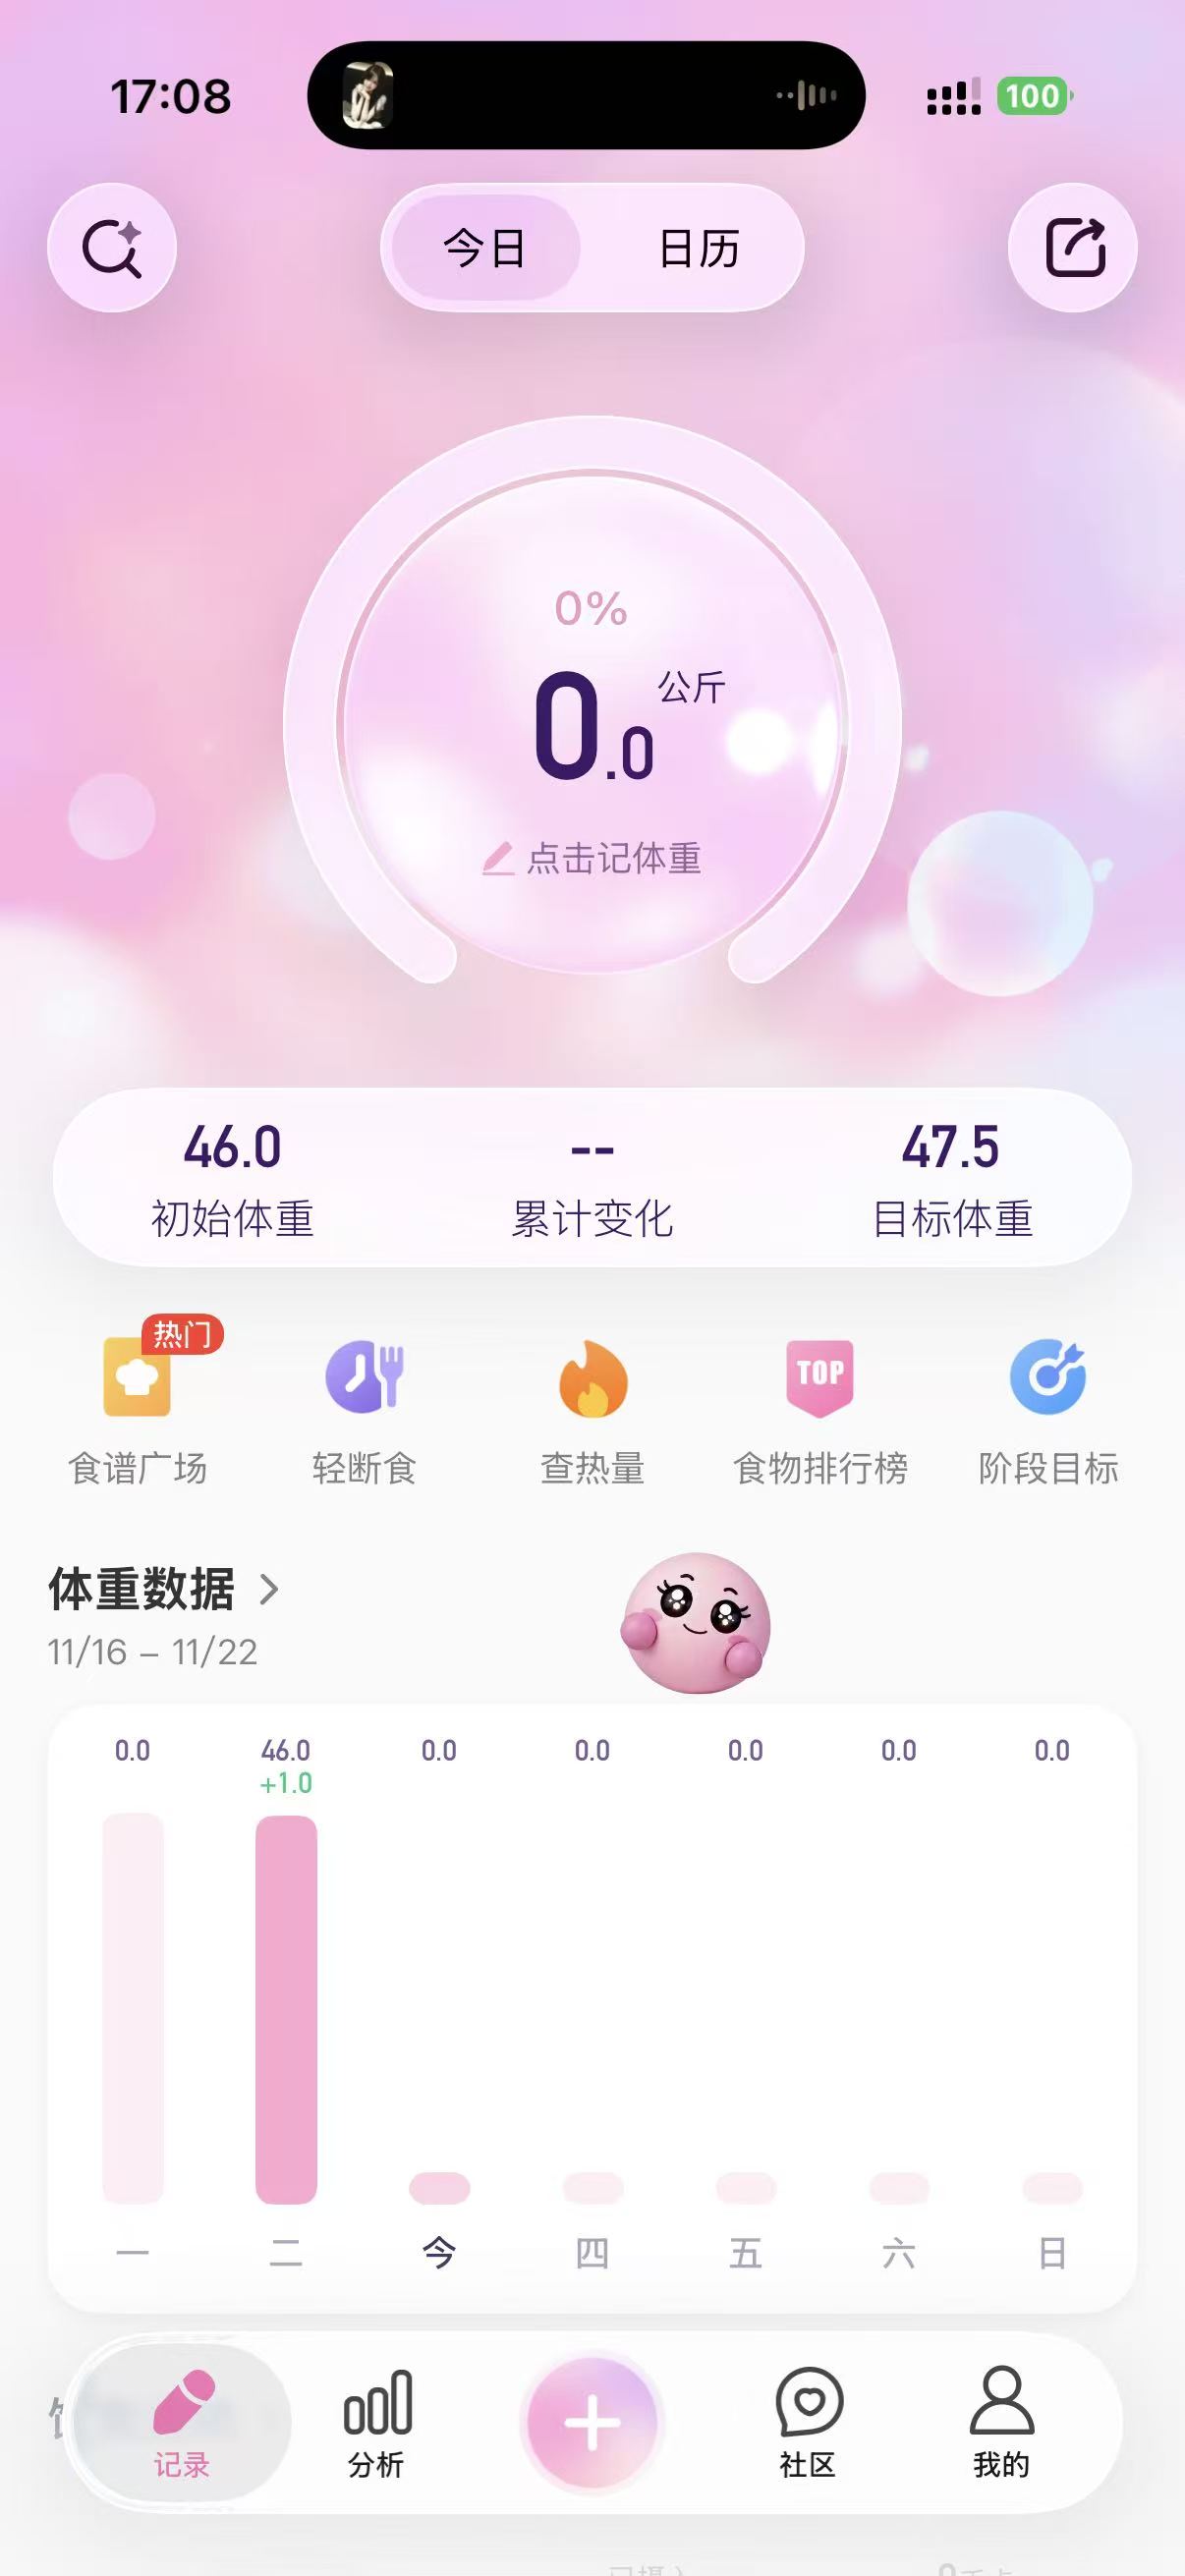 17:08
100
今日 日历
0%
0.0 公斤
点击记体重
46.0 -- 47.5
初始体重 累计变化 目标体重
热门
TOP
食谱广场 轻断食 查热量 食物排行榜 阶段目标
体重数据
11/16 – 11/22
0.0 46.0 0.0 0.0 0.0 0.0 0.0
+1.0
一 二 今 四 五 六 日
记录 分析 社区 我的